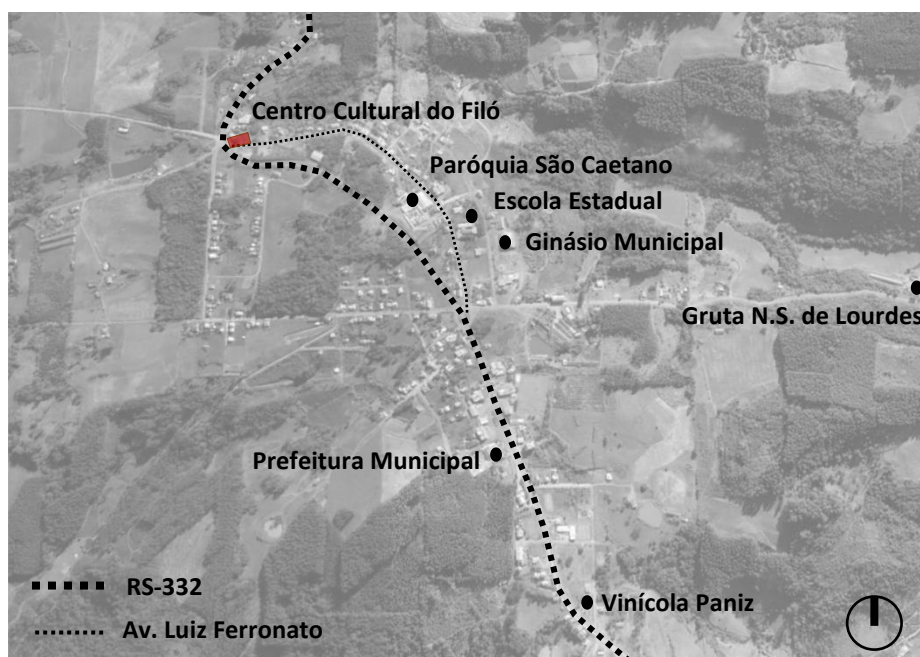 Centro Cultural do Filó
Paróquia São Caetano
Escola Estadual
Ginásio Municipal
Gruta N.S. de Lourdes
Prefeitura Municipal
RS-332
Vinícola Paniz
Av. Luiz Ferronato